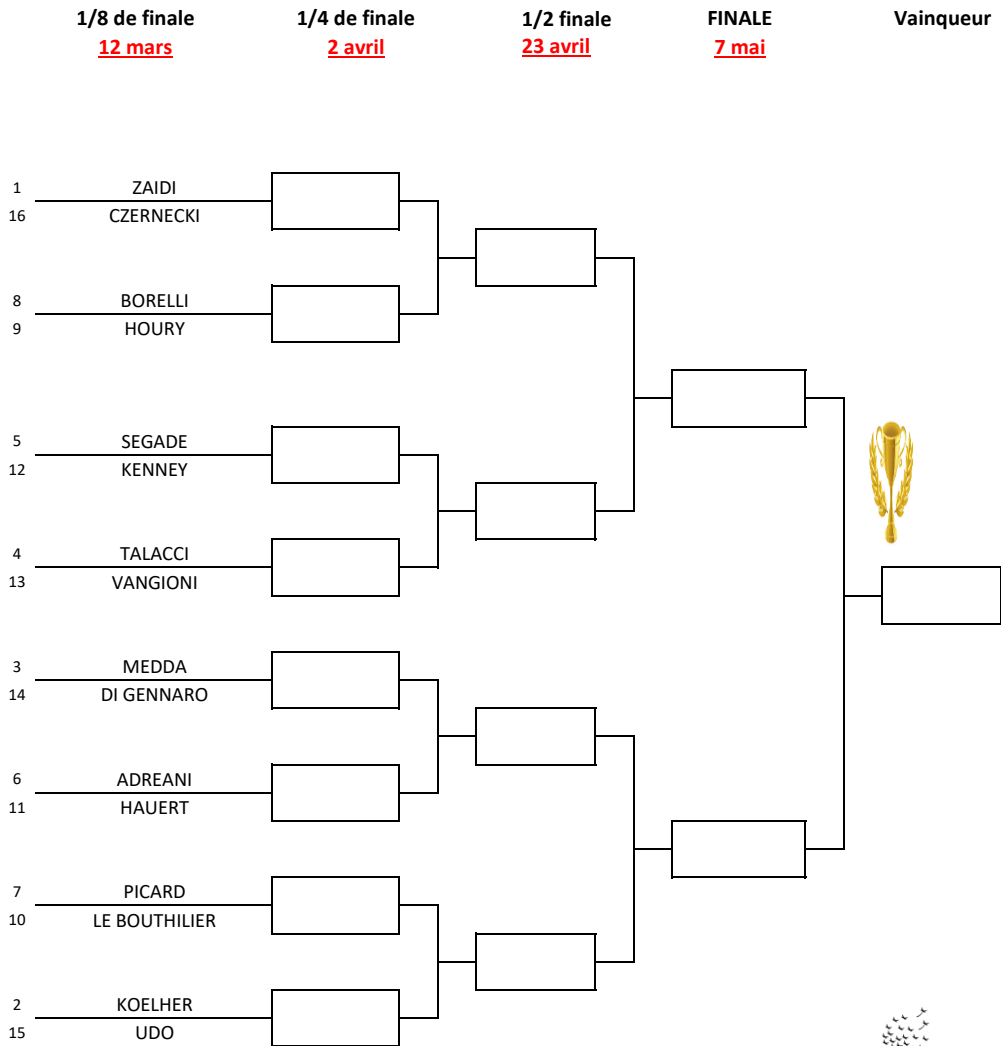 1/8 de finale 1/4 de finale 1/2 finale FINALE Vainqueur
12 mars 2 avril 23 avril 7 mai
1 ZAIDI
16 CZERNECKI
8 BORELLI
9 HOURY
5 SEGADE
12 KENNEY
4 TALACCI
13 VANGIONI
3 MEDDA
14 DI GENNARO
6 ADREANI
11 HAUERT
7 PICARD
10 LE BOUTHILIER
2 KOELHER
15 UDO